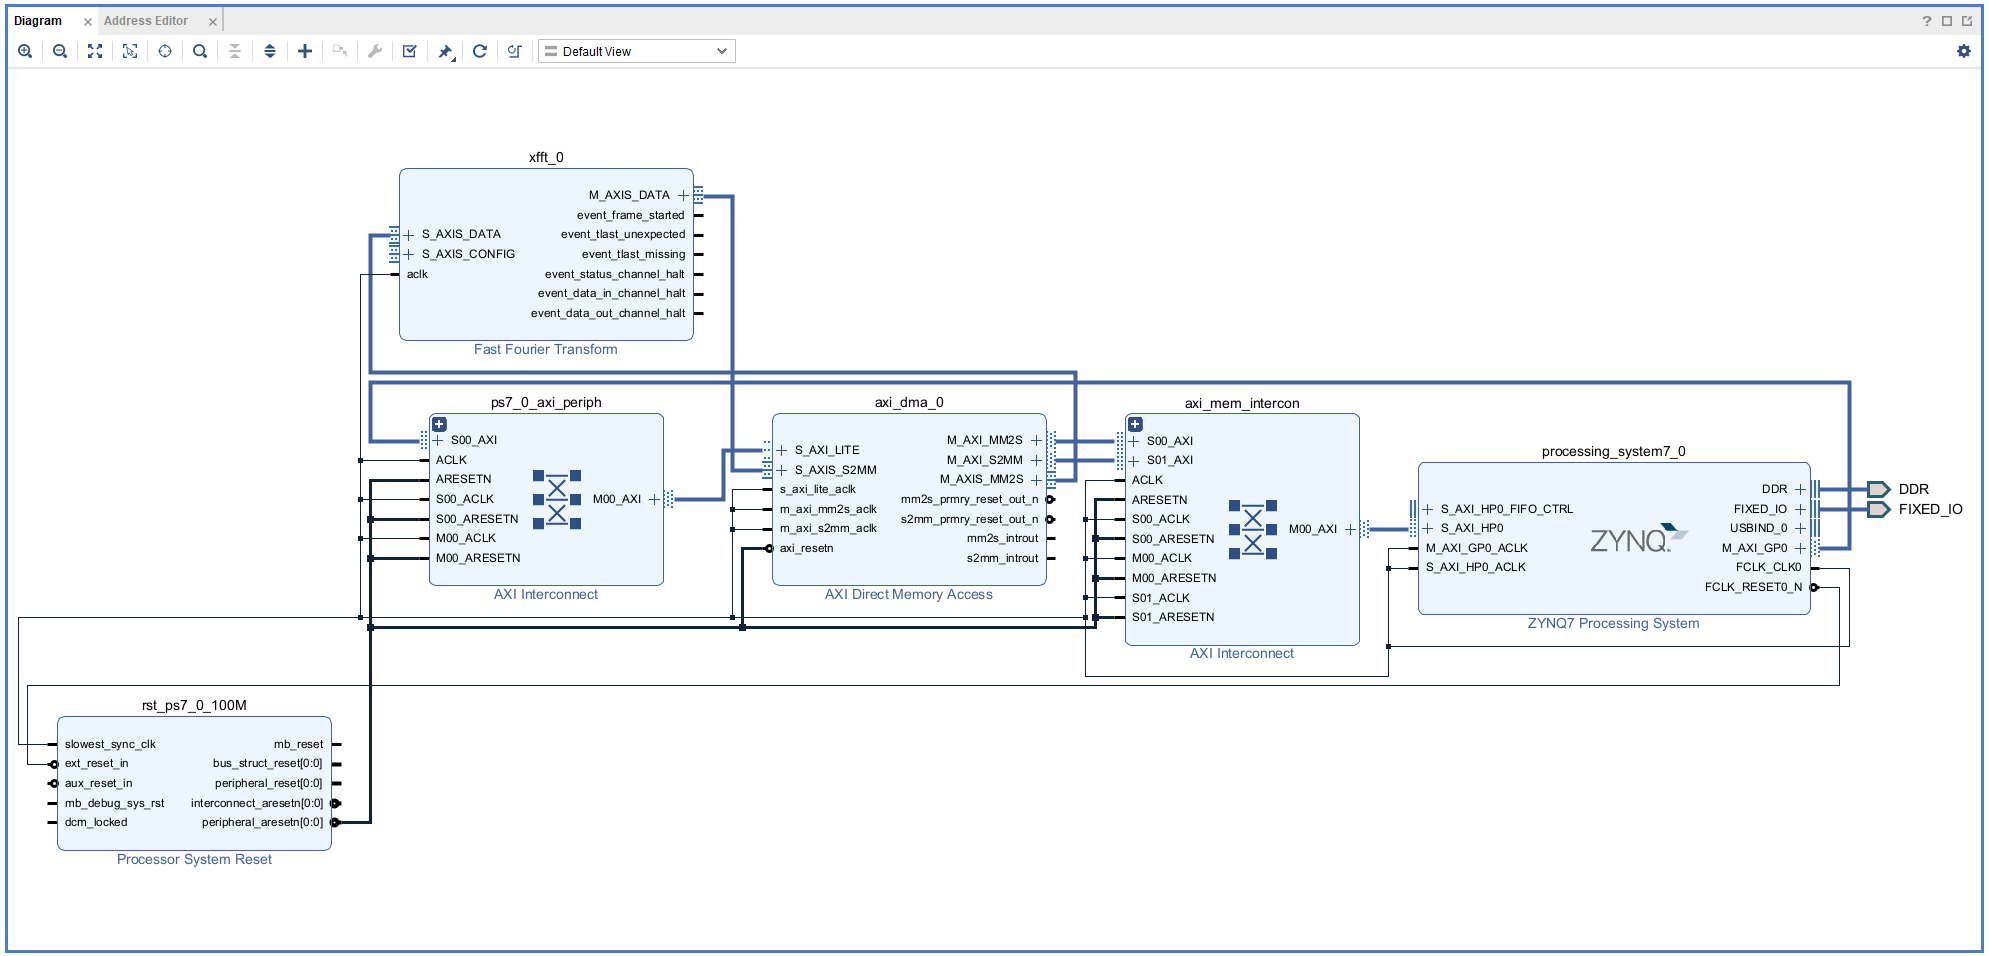 Diagram
Address Editor
Default View
xfft_0
M_AXIS_DATA
event_frame_started
event_tlast_unexpected
event_tlast_missing
event_status_channel_halt
event_data_in_channel_halt
event_data_out_channel_halt
S_AXIS_DATA
S_AXIS_CONFIG
aclk
Fast Fourier Transform
ps7_0_axi_periph
S00_AXI
ACLK
ARESETN
S00_ACLK
S00_ARESETN
M00_ACLK
M00_ARESETN
M00_AXI
AXI Interconnect
axi_dma_0
S_AXI_LITE
S_AXIS_S2MM
s_axi_lite_aclk
m_axi_mm2s_aclk
m_axi_s2mm_aclk
axi_resetn
M_AXI_MM2S
M_AXI_S2MM
M_AXIS_MM2S
mm2s_prmry_reset_out_n
s2mm_prmry_reset_out_n
mm2s_introut
s2mm_introut
AXI Direct Memory Access
axi_mem_intercon
S00_AXI
S01_AXI
ACLK
ARESETN
S00_ACLK
S00_ARESETN
M00_ACLK
M00_ARESETN
S01_ACLK
S01_ARESETN
M00_AXI
AXI Interconnect
processing_system7_0
S_AXI_HP0_FIFO_CTRL
S_AXI_HP0
M_AXI_GP0_ACLK
S_AXI_HP0_ACLK
ZYNQ
DDR
FIXED_IO
USBIND_0
M_AXI_GP0
FCLK_CLK0
FCLK_RESET0_N
ZYNQ7 Processing System
DDR
FIXED_IO
rst_ps7_0_100M
slowest_sync_clk
ext_reset_in
aux_reset_in
mb_debug_sys_rst
dcm_locked
mb_reset
bus_struct_reset[0:0]
peripheral_reset[0:0]
interconnect_aresetn[0:0]
peripheral_aresetn[0:0]
Processor System Reset